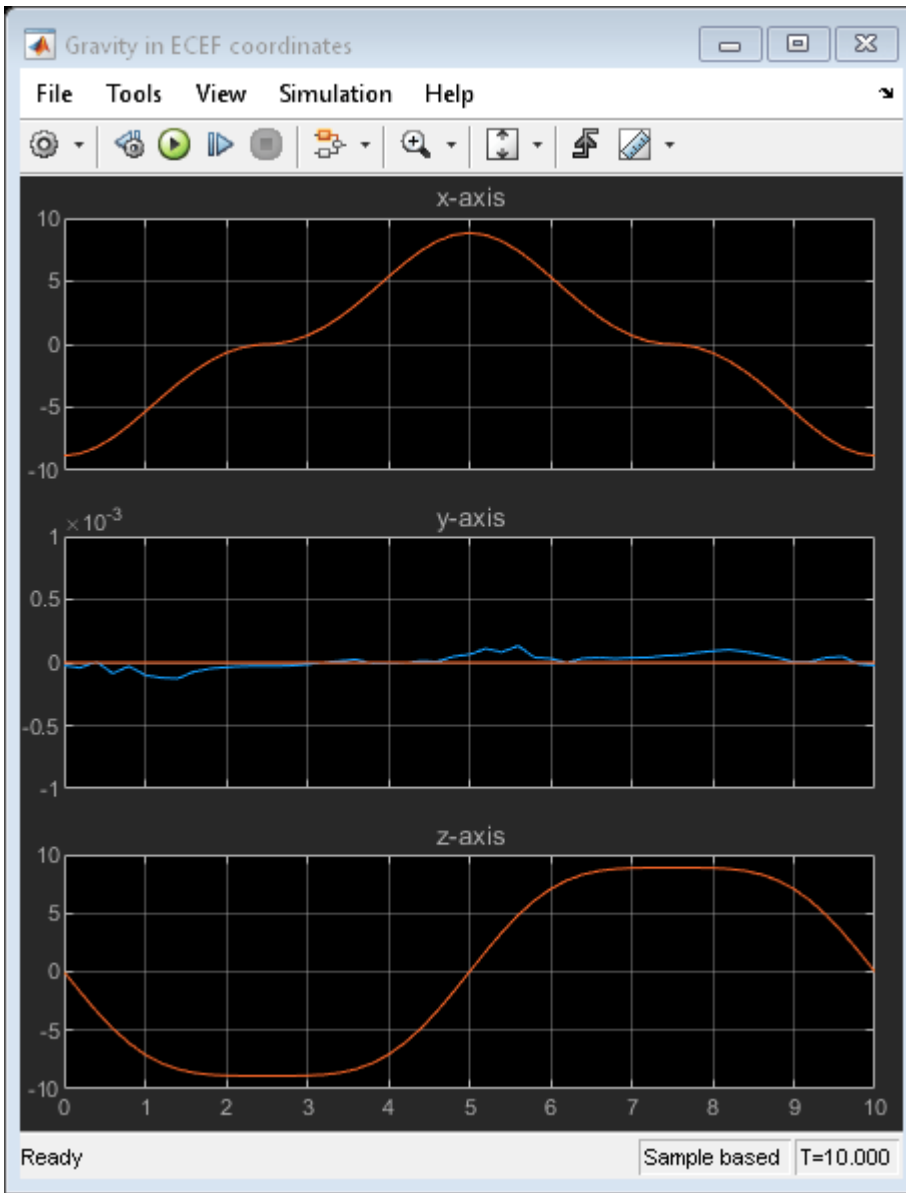 Gravity in ECEF coordinates
File Tools View Simulation Help
x-axis
10
5
0
-5
-10
×10-3
y-axis
1
0.5
0
-0.5
-1
z-axis
10
5
0
-5
-10
0 1 2 3 4 5 6 7 8 9 10
Ready Sample based T=10.000